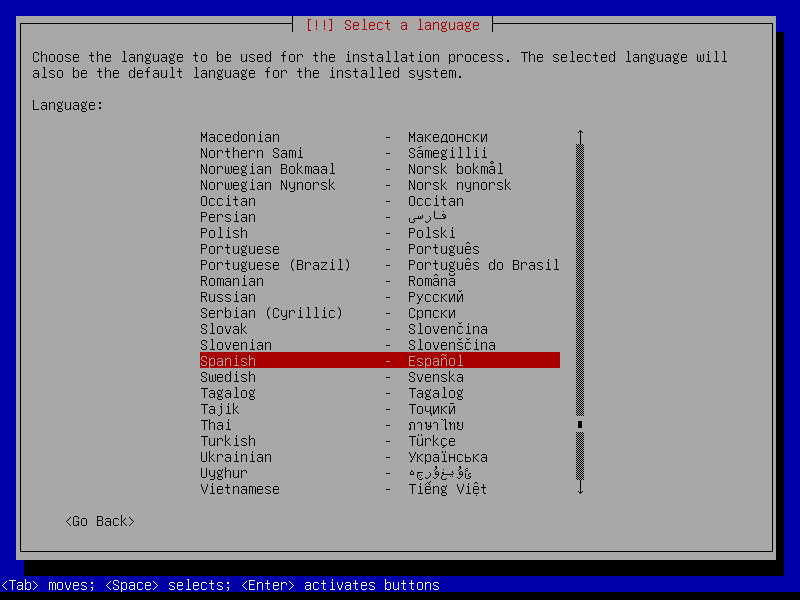 [!!] Select a language
Choose the language to be used for the installation process. The selected language will
also be the default language for the installed system.
Language:
Macedonian - Македонски
Northern Sami - Sámegillii
Norwegian Bokmaal - Norsk bokmål
Norwegian Nynorsk - Norsk nynorsk
Occitan - Occitan
Persian - فارسی
Polish - Polski
Portuguese - Português
Portuguese (Brazil) - Português do Brasil
Romanian - Română
Russian - Русский
Serbian (Cyrillic) - Српски
Slovak - Slovenčina
Slovenian - Slovenščina
Spanish - Español
Swedish - Svenska
Tagalog - Tagalog
Tajik - Тоҷикӣ
Thai - ภาษาไทย
Turkish - Türkçe
Ukrainian - Українська
Uyghur - ئۇيغۇرچە
Vietnamese - Tiếng Việt
<Go Back>
<Tab> moves; <Space> selects; <Enter> activates buttons